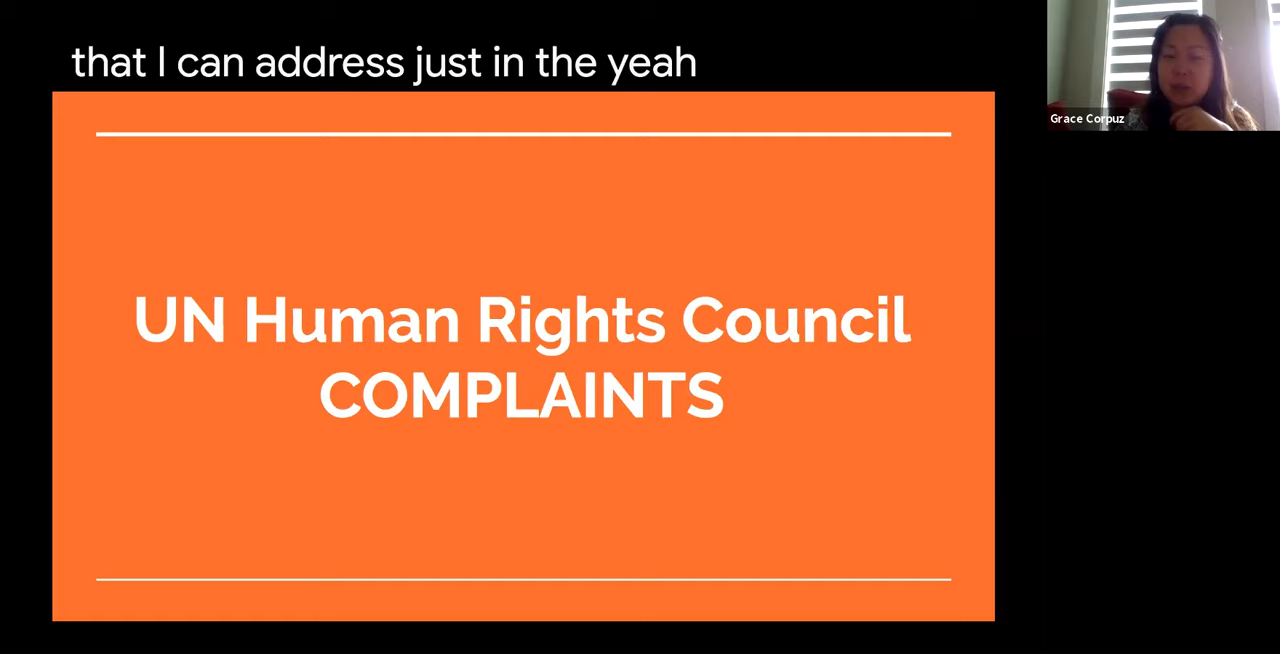 that I can address just in the yeah
Grace Corpuz
UN Human Rights Council
COMPLAINTS